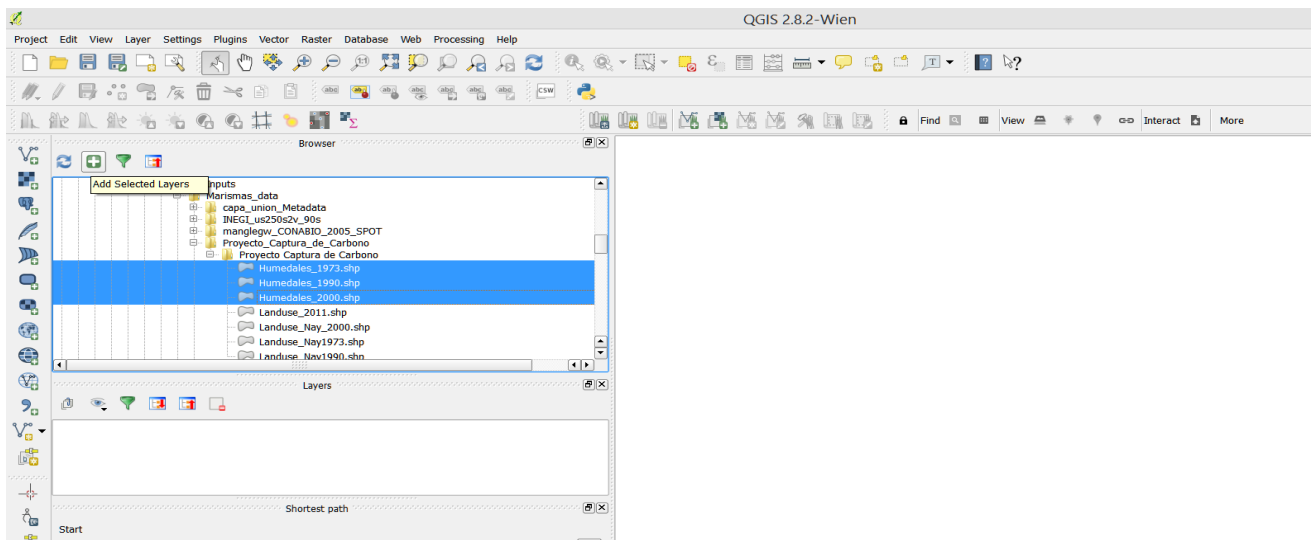 QGIS 2.8.2-Wien
Project Edit View Layer Settings Plugins Vector Raster Database Web Processing Help
CSW
Find View Interact More
Browser
Add Selected Layers
Marismas_data
capa_union_Metadata
INEGI_us250s2v_90s
manglegw_CONABIO_2005_SPOT
Proyecto_Captura_de_Carbono
Proyecto Captura de Carbono
Humedales_1973.shp
Humedales_1990.shp
Humedales_2000.shp
Landuse_2011.shp
Landuse_Nay_2000.shp
Landuse_Nay1973.shp
Landuse_Nay1990.shp
Layers
Shortest path
Start